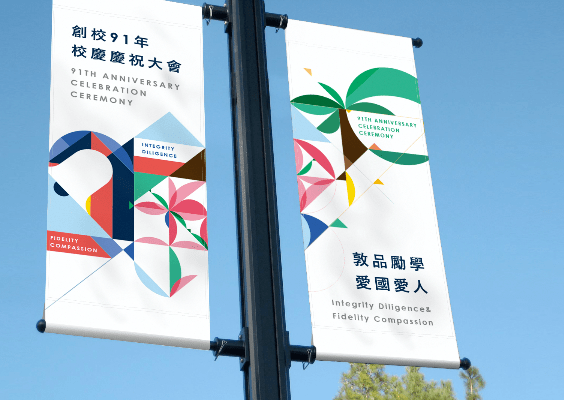 創校91年
校慶慶祝大會
91TH ANNIVERSARY
CELEBRATION
CEREMONY
INTEGRITY
DILIGENCE
FIDELITY
COMPASSION
91TH ANNIVERSARY
CELEBRATION
CEREMONY
敦品勵學
愛國愛人
Integrity Diligence&
Fidelity Compassion